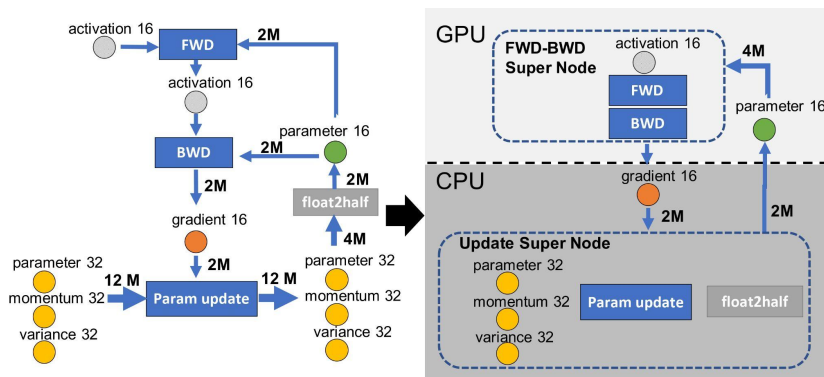 activation 16
FWD
2M
activation 16
parameter 16
BWD
2M
2M
2M
float2half
gradient 16
4M
2M
parameter 32
momentum 32
variance 32
12 M
Param update
12 M
parameter 32
momentum 32
variance 32
GPU
FWD-BWD
Super Node
activation 16
FWD
BWD
4M
parameter 16
CPU
gradient 16
2M
2M
Update Super Node
parameter 32
momentum 32
variance 32
Param update
float2half